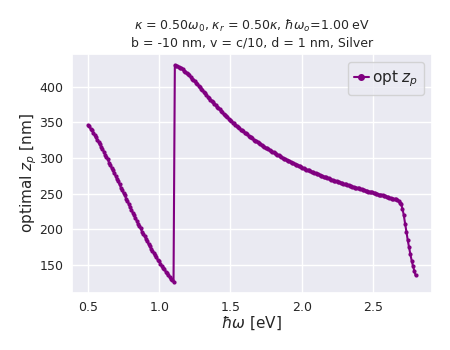 κ = 0.50ω₀, κᵣ = 0.50κ, ħωₒ=1.00 eV
b = -10 nm, v = c/10, d = 1 nm, Silver
opt zₚ
optimal zₚ [nm]
400
350
300
250
200
150
0.5 1.0 1.5 2.0 2.5
ħω [eV]